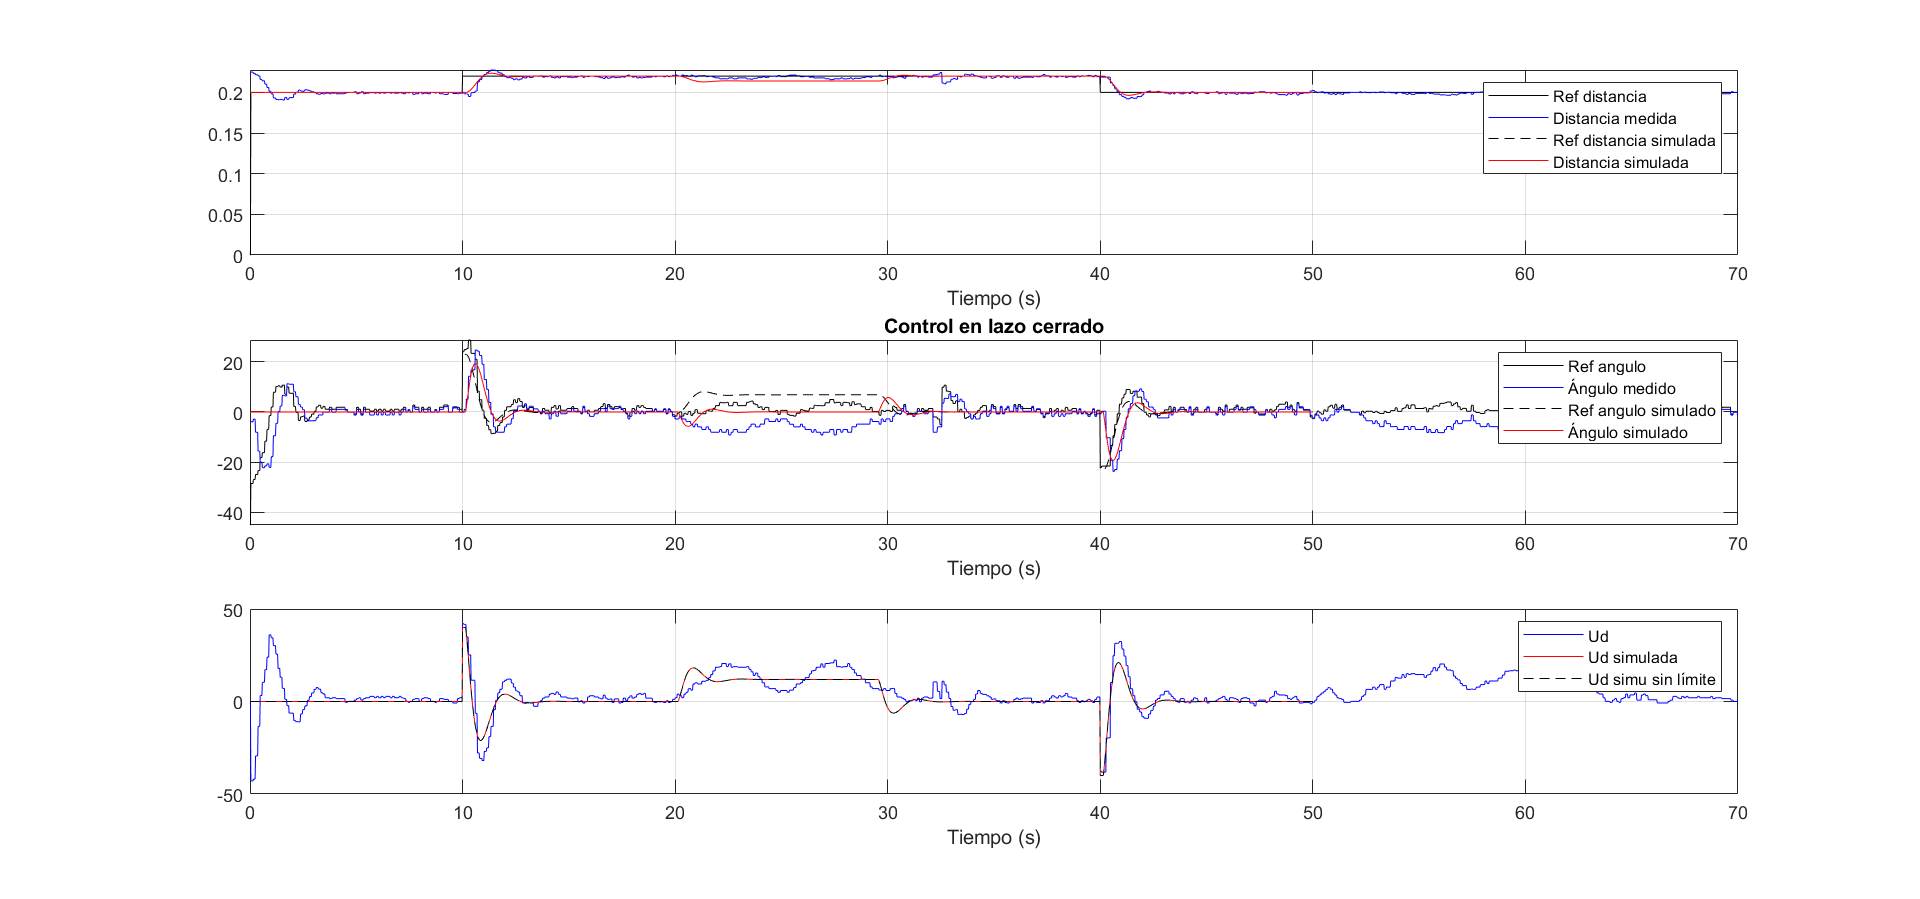 0.2
0.15
0.1
0.05
0
0 10 20 30 40 50 60 70
Tiempo (s)
Ref distancia
Distancia medida
Ref distancia simulada
Distancia simulada
Control en lazo cerrado
20
0
-20
-40
0 10 20 30 40 50 60 70
Tiempo (s)
Ref angulo
Ángulo medido
Ref angulo simulado
Ángulo simulado
50
0
-50
0 10 20 30 40 50 60 70
Tiempo (s)
Ud
Ud simulada
Ud simu sin límite